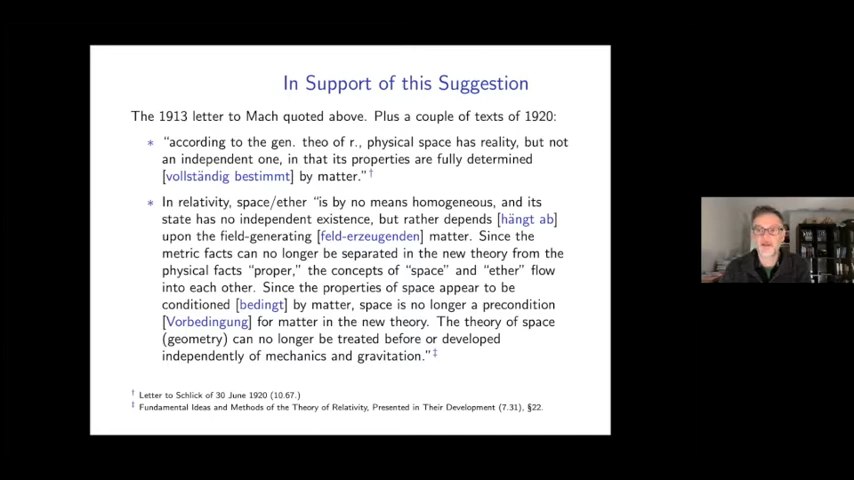 In Support of this Suggestion
The 1913 letter to Mach quoted above. Plus a couple of texts of 1920:
* “according to the gen. theo of r., physical space has reality, but not
an independent one, in that its properties are fully determined
[vollständig bestimmt] by matter.”†
* In relativity, space/ether “is by no means homogeneous, and its
state has no independent existence, but rather depends [hängt ab]
upon the field-generating [feld-erzeugenden] matter. Since the
metric facts can no longer be separated in the new theory from the
physical facts “proper,” the concepts of “space” and “ether” flow
into each other. Since the properties of space appear to be
conditioned [bedingt] by matter, space is no longer a precondition
[Vorbedingung] for matter in the new theory. The theory of space
(geometry) can no longer be treated before or developed
independently of mechanics and gravitation.”‡
† Letter to Schlick of 30 June 1920 (10.67.)
‡ Fundamental Ideas and Methods of the Theory of Relativity, Presented in Their Development (7.31), §22.